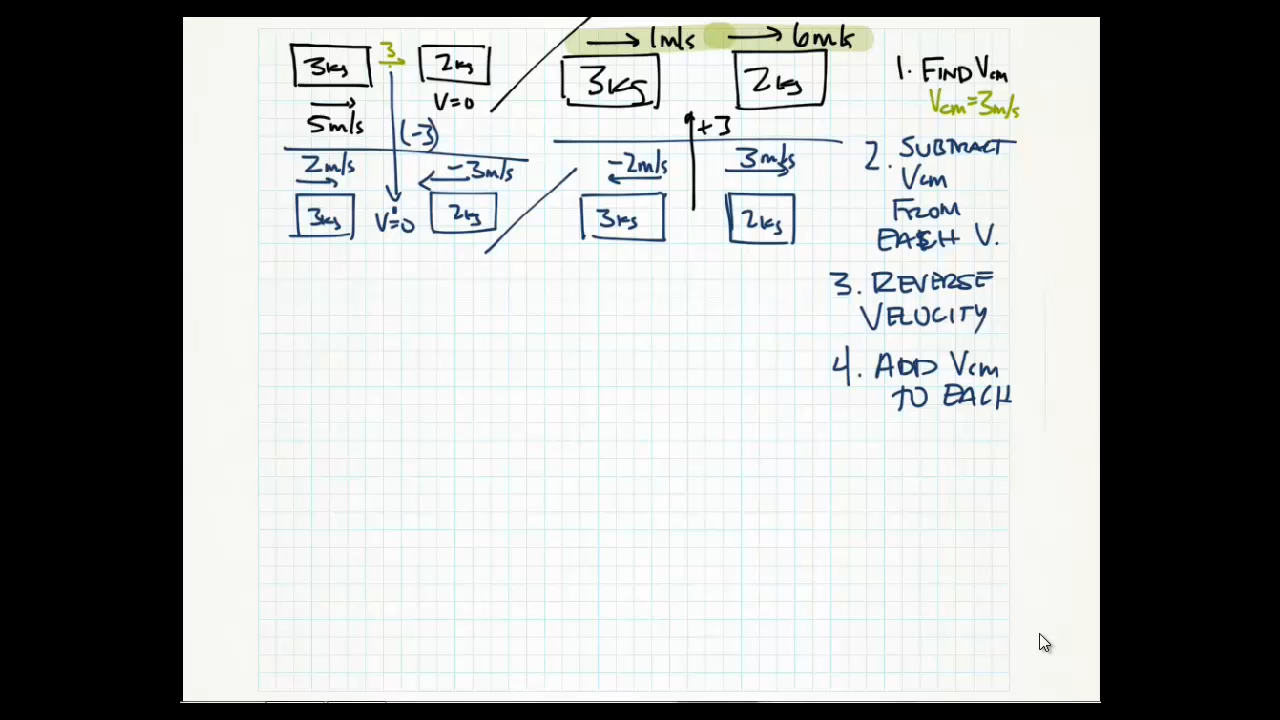 3kg 3 2kg
5m/s V=0
(-3)
2m/s -3m/s
3kg V=0 2kg
1m/s 6m/s
3kg 2kg
+3
-2m/s 3m/s
3kg 2kg
1. FIND Vcm
Vcm=3m/s
2. SUBTRACT
Vcm
FROM
EACH V.
3. REVERSE
VELOCITY
4. ADD Vcm
TO EACH